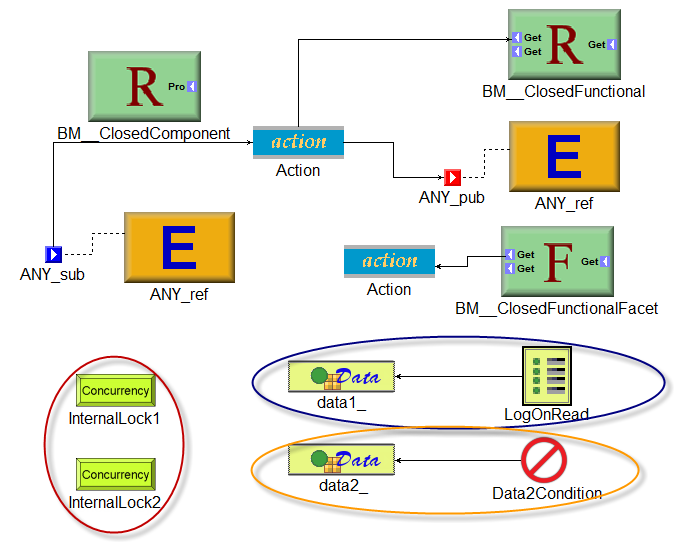 Get
Get
R
Get
BM__ClosedFunctional
R
Pro
BM__ClosedComponent
action
Action
E
ANY_ref
ANY_pub
E
ANY_ref
ANY_sub
action
Action
Get
Get
F
Get
BM__ClosedFunctionalFacet
Concurrency
InternalLock1
Data
data1_
LogOnRead
Concurrency
InternalLock2
Data
data2_
Data2Condition